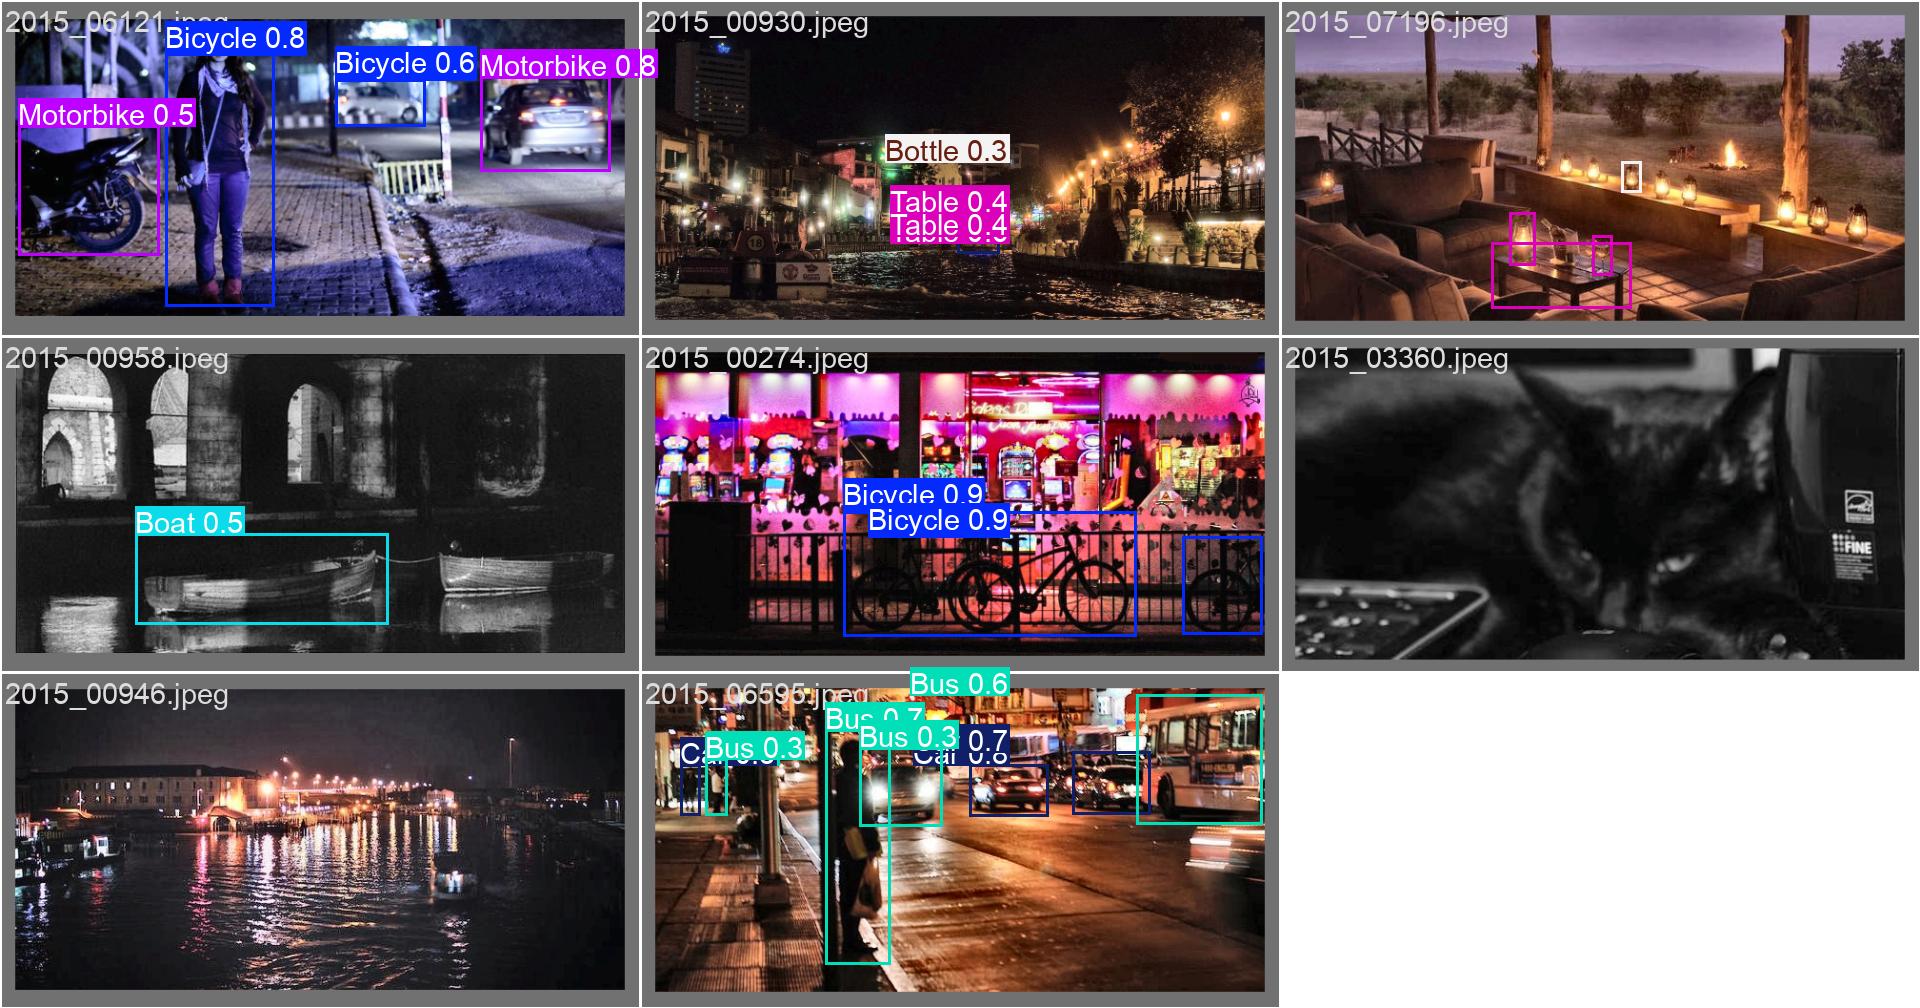 2015_06121.jpeg
Bicycle 0.8
Bicycle 0.6
Motorbike 0.8
Motorbike 0.5
2015_00930.jpeg
Bottle 0.3
Table 0.4
Table 0.4
18
2015_07196.jpeg
2015_00958.jpeg
Boat 0.5
2015_00274.jpeg
Bicycle 0.9
Bicycle 0.9
2015_03360.jpeg
FINE
2015_00946.jpeg
2015_06595.jpeg
Bus 0.6
Bus 0.7
Bus 0.3
0.7
Bus 0.3
Car 0.8